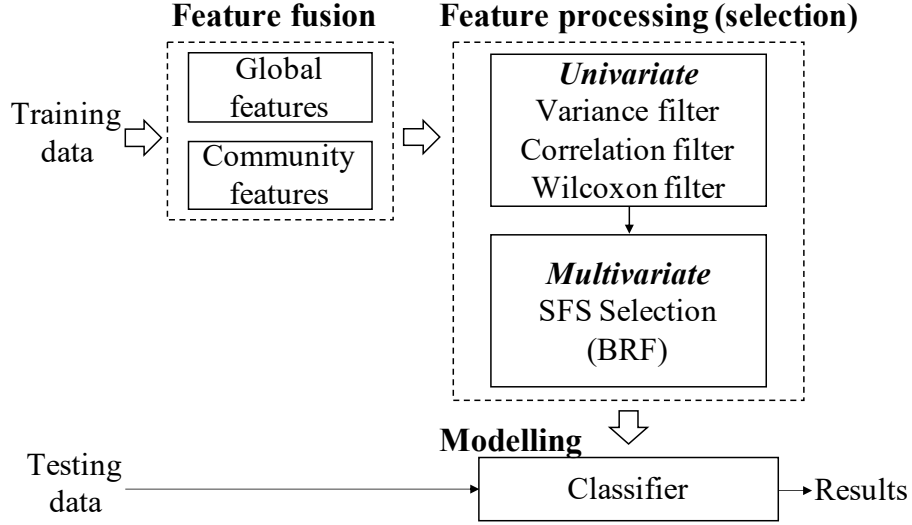 Feature fusion
Feature processing (selection)
Training
data
Global
features
Community
features
Univariate
Variance filter
Correlation filter
Wilcoxon filter
Multivariate
SFS Selection
(BRF)
Modelling
Testing
data
Classifier
Results